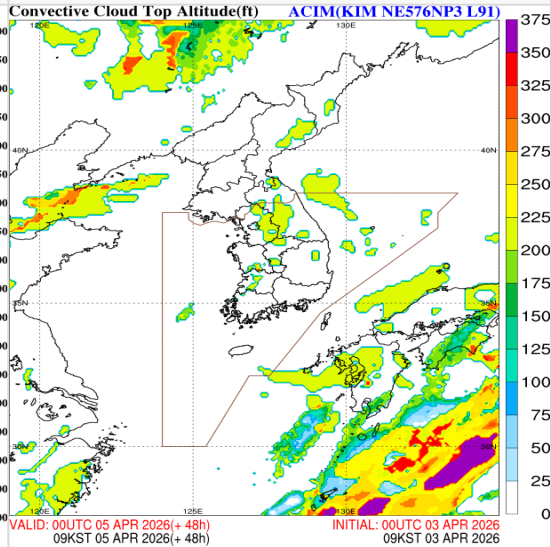 Convective Cloud Top Altitude(ft) ACIM(KIM NE576NP3 L91)
120E 125E 130E
375
350
325
300
275
250
225
200
175
150
125
100
75
50
25
0
40N 40N
35N 35N
30N 30N
120E 125E 130E
VALID: 00UTC 05 APR 2026(+ 48h) INITIAL: 00UTC 03 APR 2026
09KST 05 APR 2026(+ 48h) 09KST 03 APR 2026